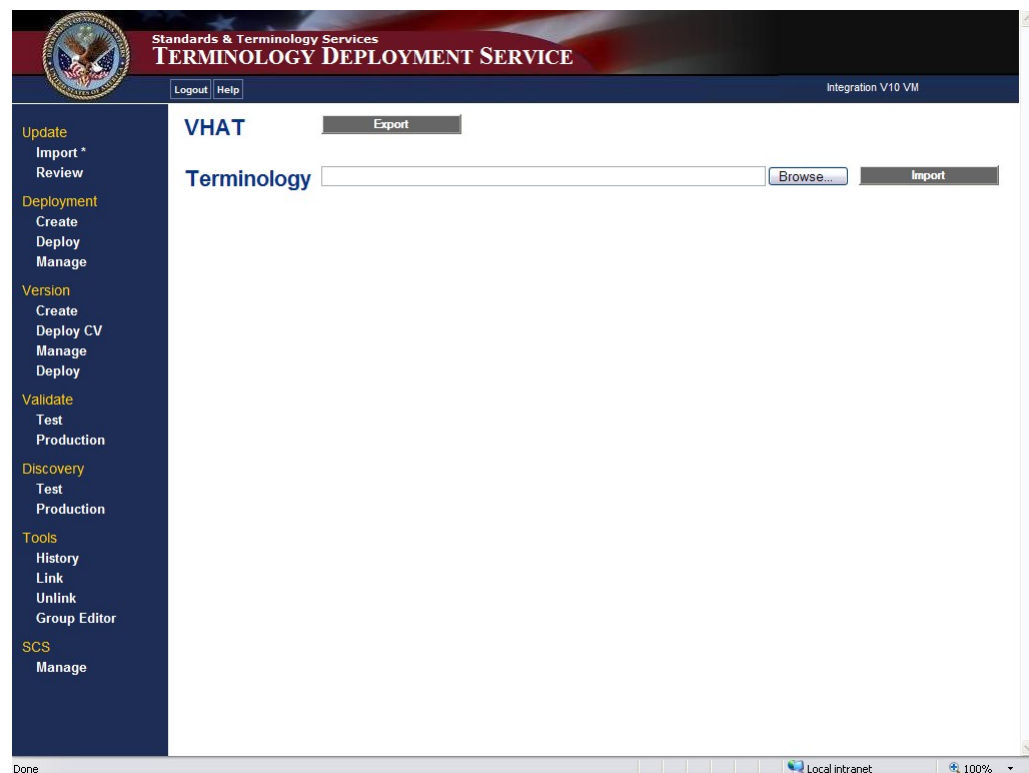 Standards & Terminology Services
TERMINOLOGY DEPLOYMENT SERVICE
Logout Help Integration V10 VM
Update
Import *
Review
Deployment
Create
Deploy
Manage
Version
Create
Deploy CV
Manage
Deploy
Validate
Test
Production
Discovery
Test
Production
Tools
History
Link
Unlink
Group Editor
SCS
Manage
VHAT Export
Terminology Browse... Import
Done Local intranet 100%